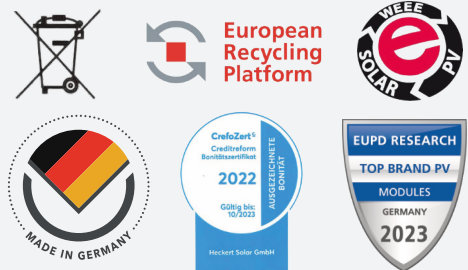 European
Recycling
Platform
WEEE
SOLAR
PV
e
MADE IN GERMANY
CrefoZert
Creditreform
Bonitätszertifikat
2022
Gültig bis:
10/2023
AUSGEZEICHNETE
BONITÄT
Heckert Solar GmbH
EUPD RESEARCH
TOP BRAND PV
MODULES
GERMANY
2023